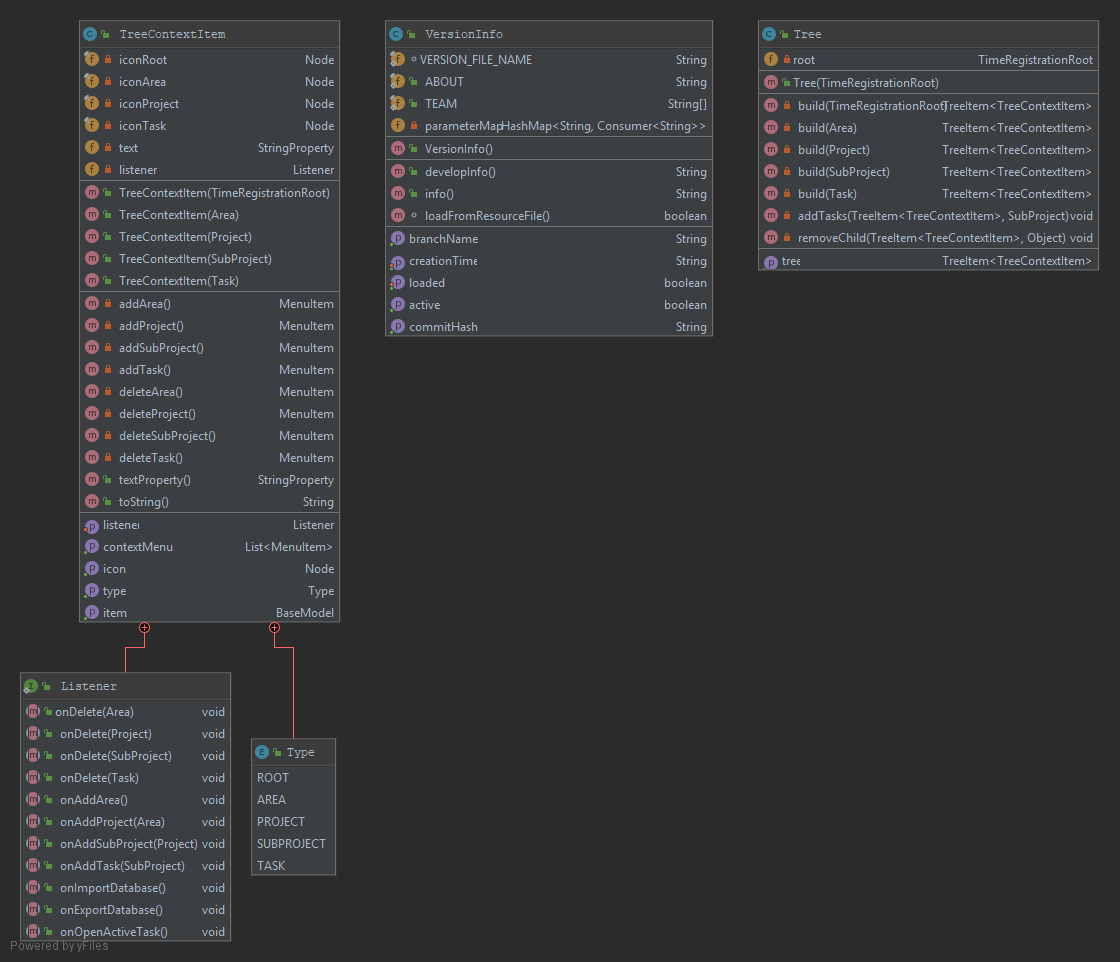 TreeContextItem
iconRoot Node
iconArea Node
iconProject Node
iconTask Node
text StringProperty
listener Listener
TreeContextItem(TimeRegistrationRoot)
TreeContextItem(Area)
TreeContextItem(Project)
TreeContextItem(SubProject)
TreeContextItem(Task)
addArea() MenuItem
addProject() MenuItem
addSubProject() MenuItem
addTask() MenuItem
deleteArea() MenuItem
deleteProject() MenuItem
deleteSubProject() MenuItem
deleteTask() MenuItem
textProperty() StringProperty
toString() String
listener Listener
contextMenu List<MenuItem>
icon Node
type Type
item BaseModel
VersionInfo
VERSION_FILE_NAME String
ABOUT String
TEAM String[]
parameterMap HashMap<String, Consumer<String>>
VersionInfo()
developInfo() String
info() String
loadFromResourceFile() boolean
branchName String
creationTime String
loaded boolean
active boolean
commitHash String
Tree
root TimeRegistrationRoot
Tree(TimeRegistrationRoot)
build(TimeRegistrationRoot) TreeItem<TreeContextItem>
build(Area) TreeItem<TreeContextItem>
build(Project) TreeItem<TreeContextItem>
build(SubProject) TreeItem<TreeContextItem>
build(Task) TreeItem<TreeContextItem>
addTasks(TreeItem<TreeContextItem>, SubProject) void
removeChild(TreeItem<TreeContextItem>, Object) void
tree TreeItem<TreeContextItem>
Listener
onDelete(Area) void
onDelete(Project) void
onDelete(SubProject) void
onDelete(Task) void
onAddArea() void
onAddProject(Area) void
onAddSubProject(Project) void
onAddTask(SubProject) void
onImportDatabase() void
onExportDatabase() void
onOpenActiveTask() void
Type
ROOT
AREA
PROJECT
SUBPROJECT
TASK
Powered by yFiles